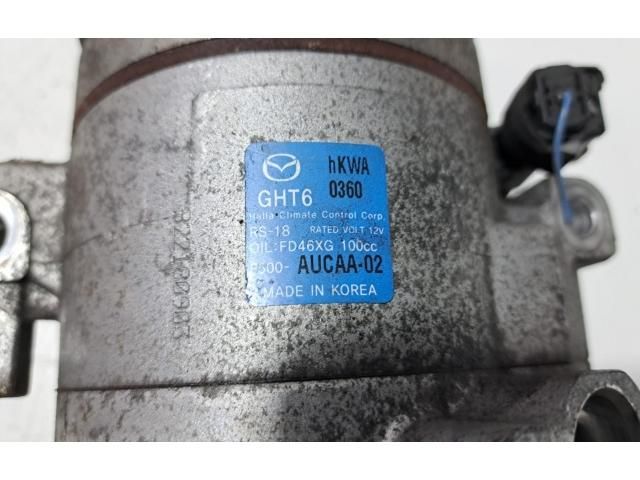 hKWA
GHT6 0360
Halla Climate Control Corp.
RS-18 RATED VOLT 12V
OIL:FD46XG 100cc
F500- AUCAA-02
MADE IN KOREA